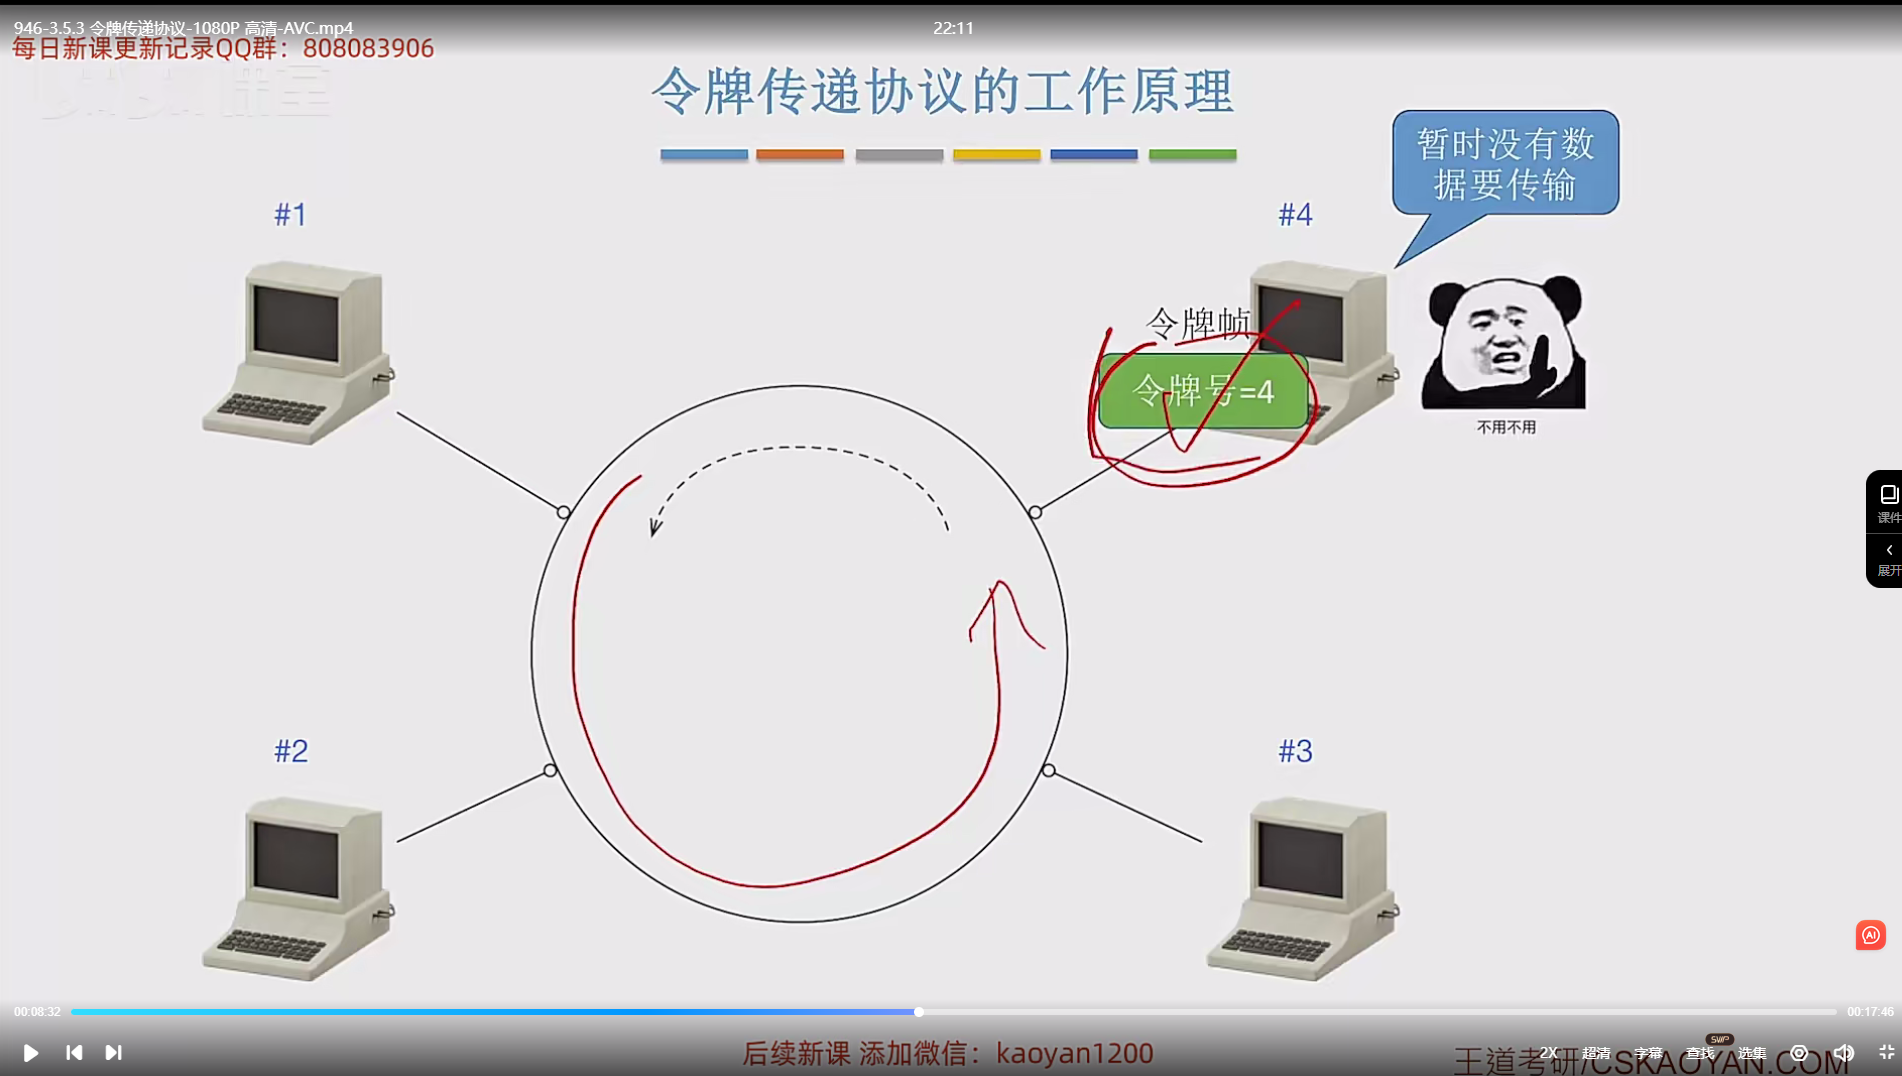 946-3.5.3 令牌传递协议-1080P 高清-AVC.mp4
22:11
每日新课更新记录QQ群：808083906
令牌传递协议的工作原理
暂时没有数
据要传输
#1
#4
令牌帧
令牌号=4
不用不用
课件
展开
#2
#3
AI
00:08:32
00:17:46
后续新课 添加微信：kaoyan1200
SVIP
2X 超清 字幕 查找 选集
王道考研/CSKAOYAN.COM